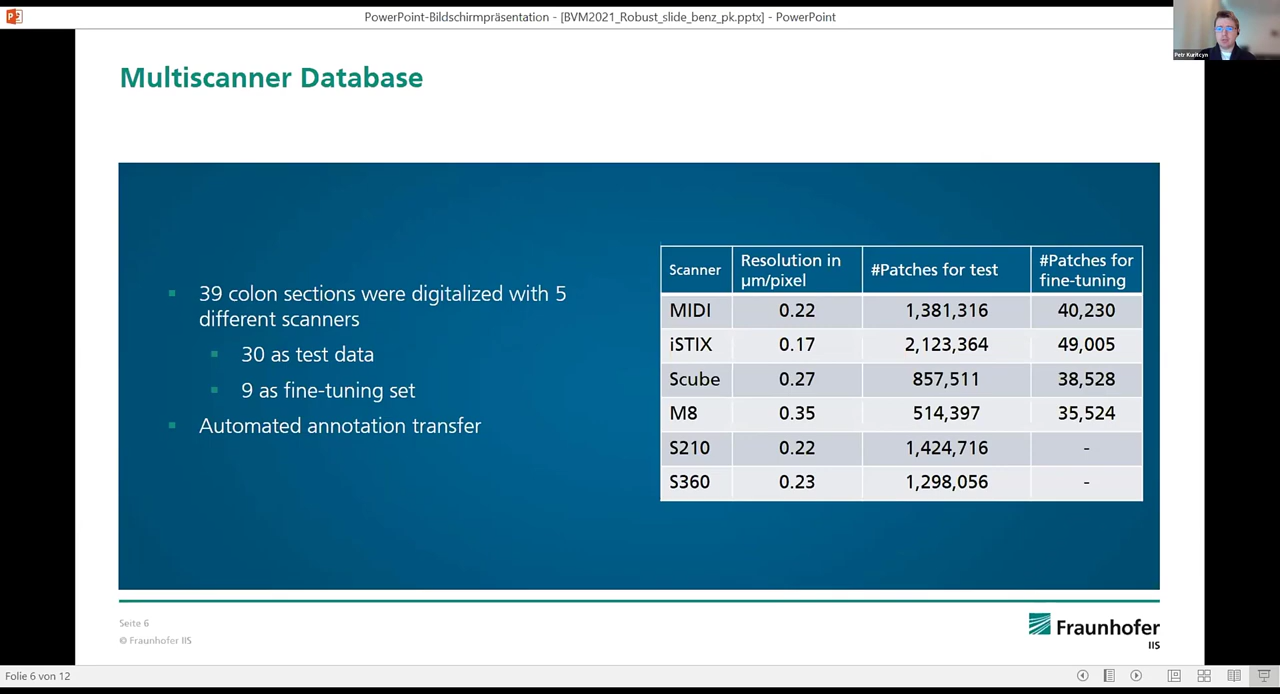 PowerPoint-Bildschirmpräsentation - [BVM2021_Robust_slide_benz_pk.pptx] - PowerPoint
Petr Kuritcyn
Multiscanner Database
39 colon sections were digitalized with 5
different scanners
30 as test data
9 as fine-tuning set
Automated annotation transfer
Scanner Resolution in µm/pixel #Patches for test #Patches for fine-tuning
MIDI 0.22 1,381,316 40,230
iSTIX 0.17 2,123,364 49,005
Scube 0.27 857,511 38,528
M8 0.35 514,397 35,524
S210 0.22 1,424,716 -
S360 0.23 1,298,056 -
Seite 6
© Fraunhofer IIS
Fraunhofer
IIS
Folie 6 von 12